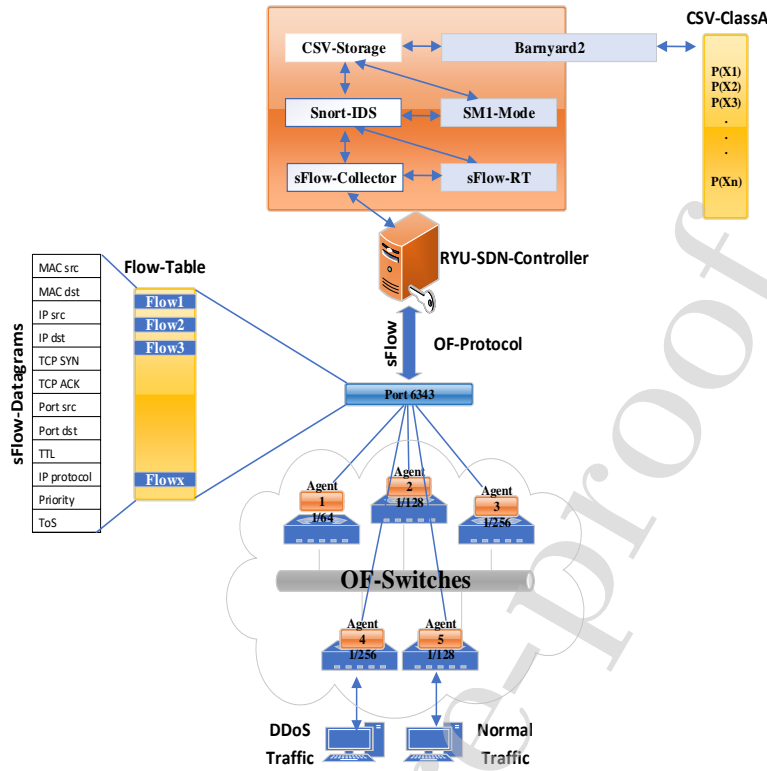 CSV-ClassA
CSV-Storage
Barnyard2
P(X1)
P(X2)
P(X3)
.
.
.
P(Xn)
Snort-IDS
SM1-Mode
sFlow-Collector
sFlow-RT
RYU-SDN-Controller
sFlow
OF-Protocol
Port 6343
Flow-Table
Flow1
Flow2
Flow3
Flowx
sFlow-Datagrams
MAC src
MAC dst
IP src
IP dst
TCP SYN
TCP ACK
Port src
Port dst
TTL
IP protocol
Priority
ToS
Agent
1
1/64
Agent
2
1/128
Agent
3
1/256
OF-Switches
Agent
4
1/256
Agent
5
1/128
DDoS
Traffic
Normal
Traffic
e-proof